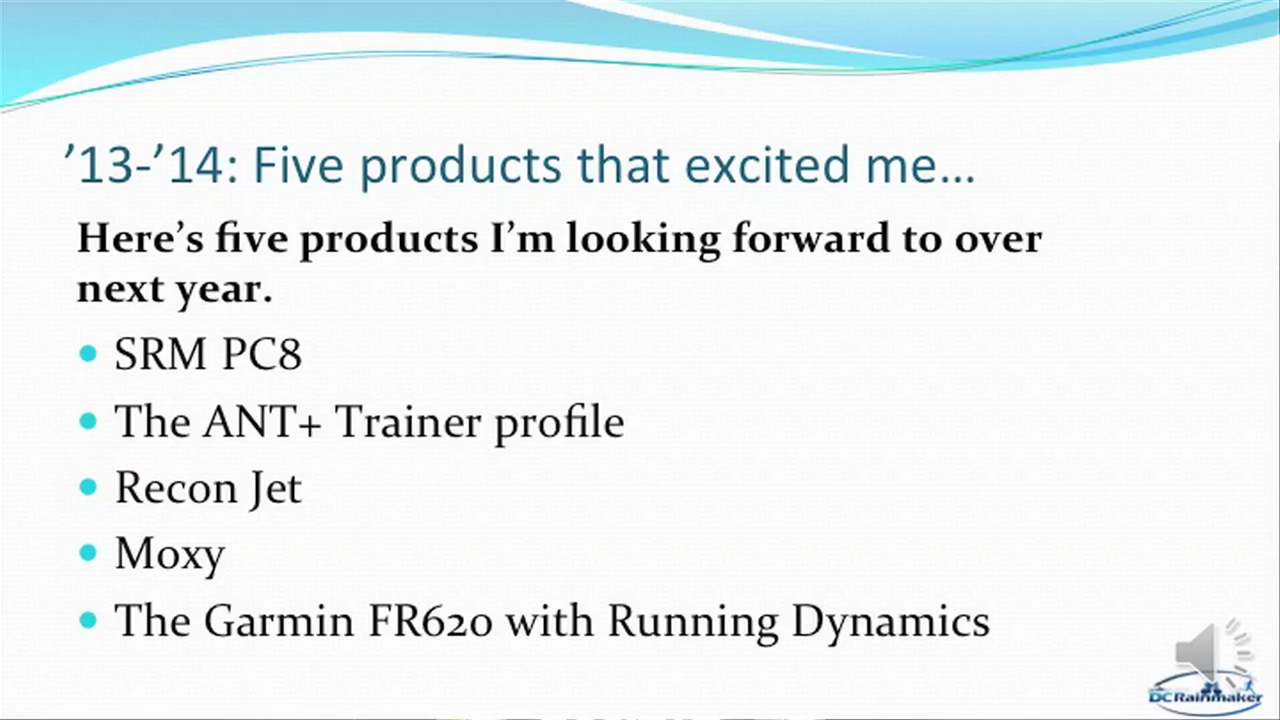 ’13-’14: Five products that excited me…
Here’s five products I’m looking forward to over
next year.
SRM PC8
The ANT+ Trainer profile
Recon Jet
Moxy
The Garmin FR620 with Running Dynamics
DCRainmaker